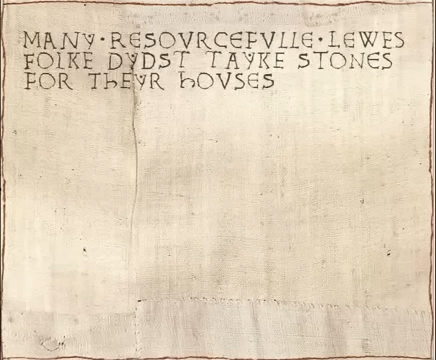 MANY·RESOVRCEFVLLE·LEWES
FOLKE DYDST TAYKE STONES
FOR THEYR hOVSES